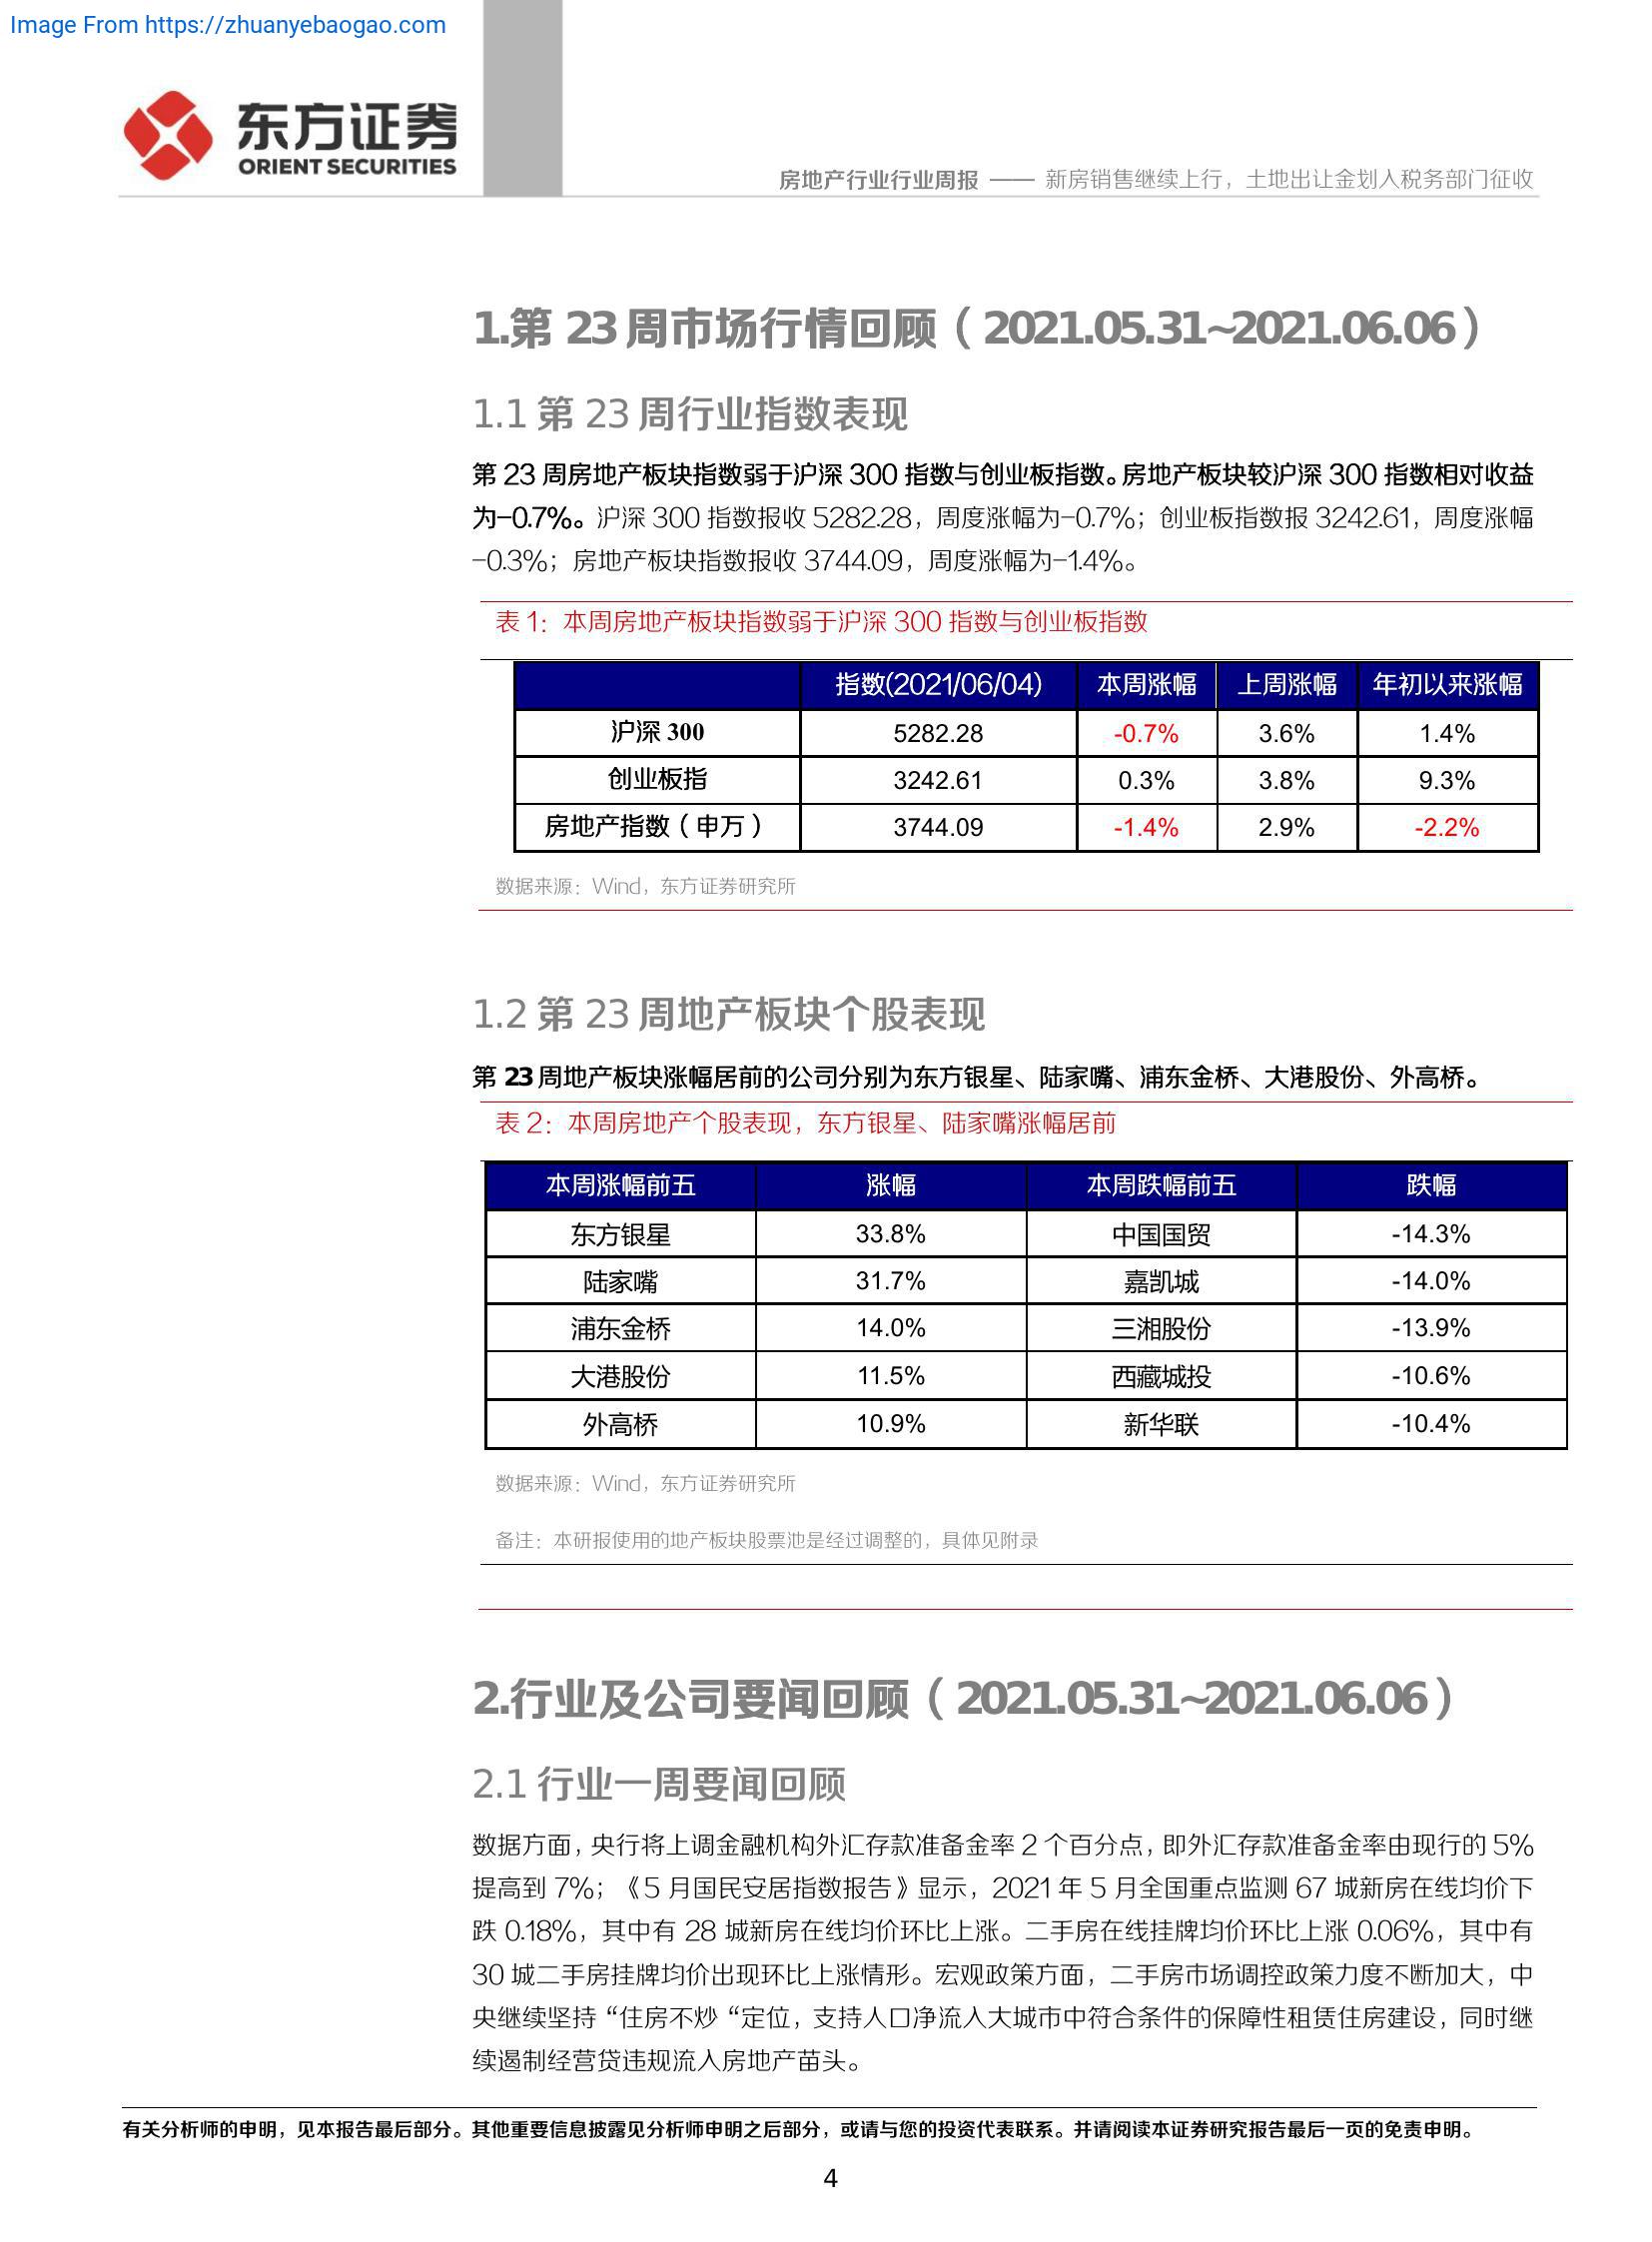 Image From https://zhuanyebaogao.com
东方证券
ORIENT SECURITIES
房地产行业行业周报 —— 新房销售继续上行，土地出让金划入税务部门征收
1.第 23 周市场行情回顾（2021.05.31~2021.06.06）
1.1 第 23 周行业指数表现
第 23 周房地产板块指数弱于沪深 300 指数与创业板指数。房地产板块较沪深 300 指数相对收益
为-0.7%。沪深 300 指数报收 5282.28，周度涨幅为-0.7%；创业板指数报 3242.61，周度涨幅
-0.3%；房地产板块指数报收 3744.09，周度涨幅为-1.4%。
表 1：本周房地产板块指数弱于沪深 300 指数与创业板指数
指数(2021/06/04) 本周涨幅 上周涨幅 年初以来涨幅
沪深 300 5282.28 -0.7% 3.6% 1.4%
创业板指 3242.61 0.3% 3.8% 9.3%
房地产指数（申万） 3744.09 -1.4% 2.9% -2.2%
数据来源：Wind，东方证券研究所
1.2 第 23 周地产板块个股表现
第 23 周地产板块涨幅居前的公司分别为东方银星、陆家嘴、浦东金桥、大港股份、外高桥。
表 2：本周房地产个股表现，东方银星、陆家嘴涨幅居前
本周涨幅前五 涨幅 本周跌幅前五 跌幅
东方银星 33.8% 中国国贸 -14.3%
陆家嘴 31.7% 嘉凯城 -14.0%
浦东金桥 14.0% 三湘股份 -13.9%
大港股份 11.5% 西藏城投 -10.6%
外高桥 10.9% 新华联 -10.4%
数据来源：Wind，东方证券研究所
备注：本研报使用的地产板块股票池是经过调整的，具体见附录
2.行业及公司要闻回顾（2021.05.31~2021.06.06）
2.1 行业一周要闻回顾
数据方面，央行将上调金融机构外汇存款准备金率 2 个百分点，即外汇存款准备金率由现行的 5%
提高到 7%；《5 月国民安居指数报告》显示，2021 年 5 月全国重点监测 67 城新房在线均价下
跌 0.18%，其中有 28 城新房在线均价环比上涨。二手房在线挂牌均价环比上涨 0.06%，其中有
30 城二手房挂牌均价出现环比上涨情形。宏观政策方面，二手房市场调控政策力度不断加大，中
央继续坚持“住房不炒“定位，支持人口净流入大城市中符合条件的保障性租赁住房建设，同时继
续遏制经营贷违规流入房地产苗头。
有关分析师的申明，见本报告最后部分。其他重要信息披露见分析师申明之后部分，或请与您的投资代表联系。并请阅读本证券研究报告最后一页的免责申明。
4